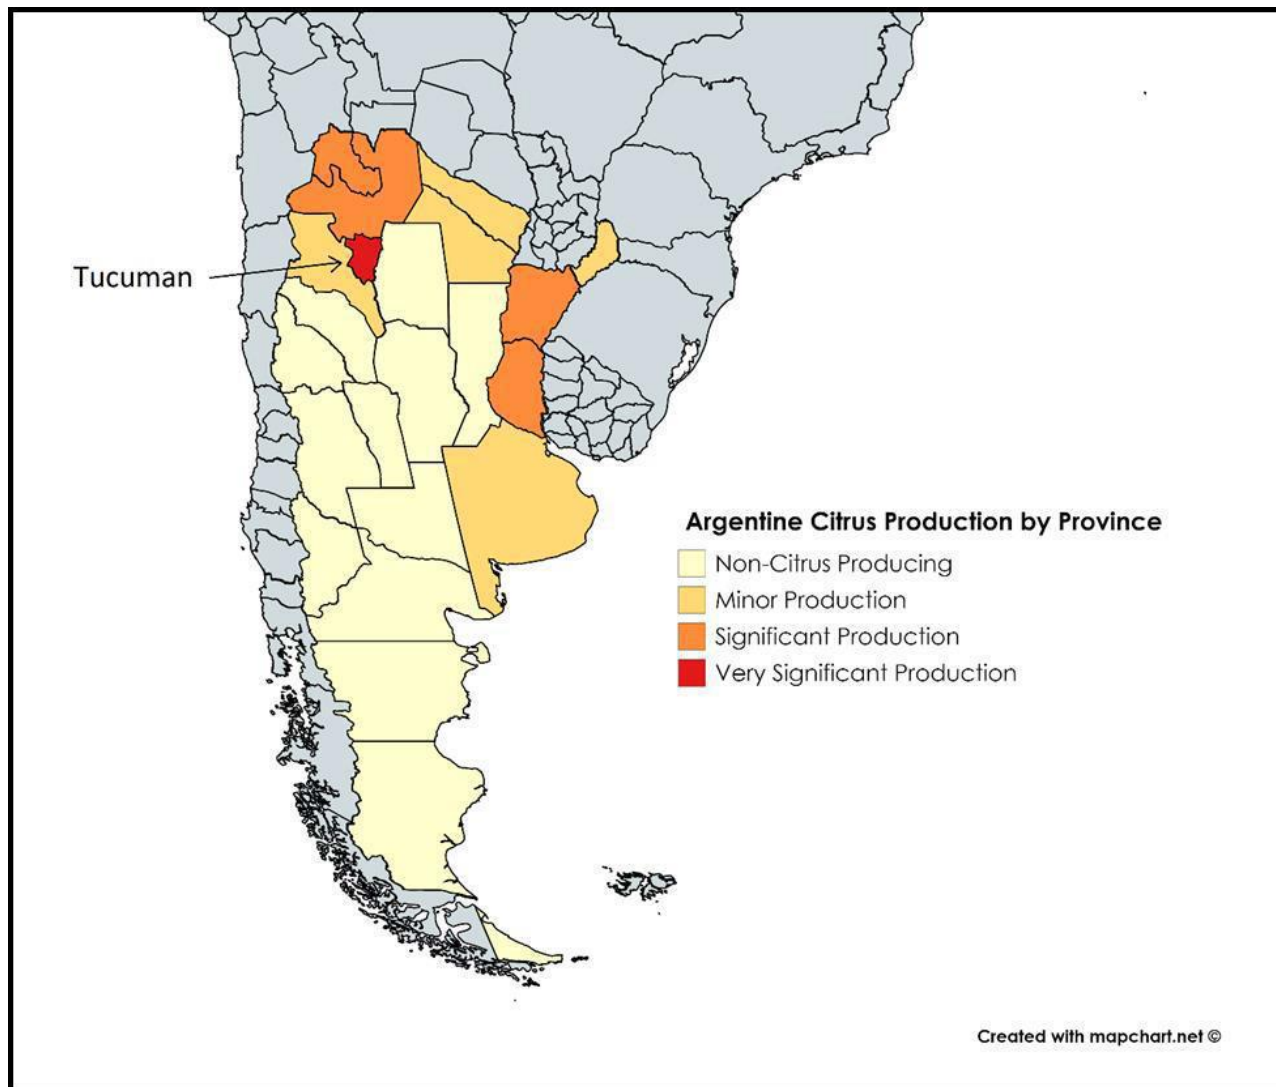 Tucuman
Argentine Citrus Production by Province
Non-Citrus Producing
Minor Production
Significant Production
Very Significant Production
Created with mapchart.net ©